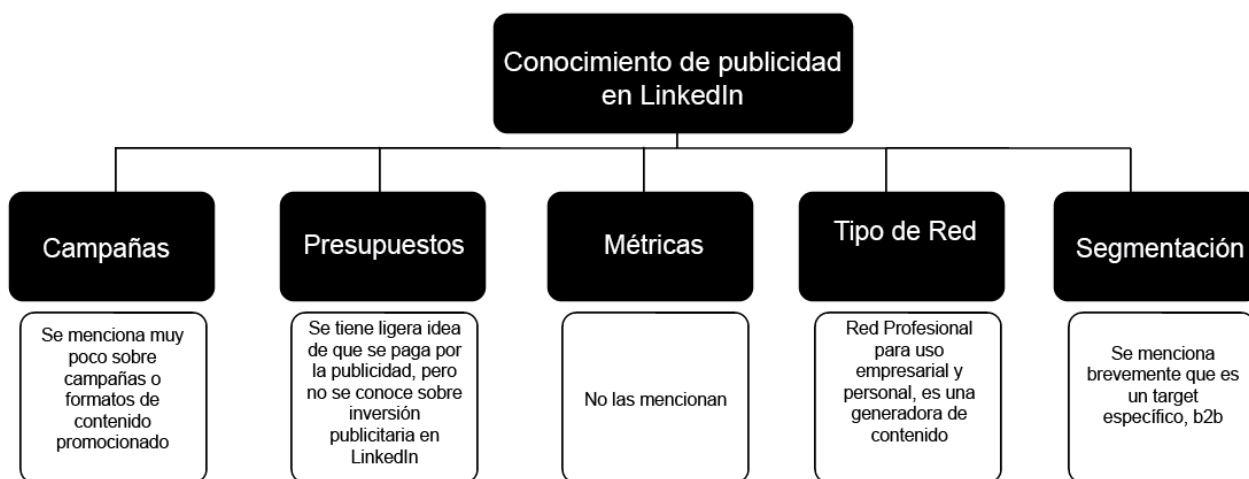 Conocimiento de publicidad
en LinkedIn
Campañas
Presupuestos
Métricas
Tipo de Red
Segmentación
Se menciona muy
poco sobre
campañas o
formatos de
contenido
promocionado
Se tiene ligera idea
de que se paga por
la publicidad, pero
no se conoce sobre
inversión
publicitaria en
LinkedIn
No las mencionan
Red Profesional
para uso
empresarial y
personal, es una
generadora de
contenido
Se menciona
brevemente que es
un target
específico, b2b